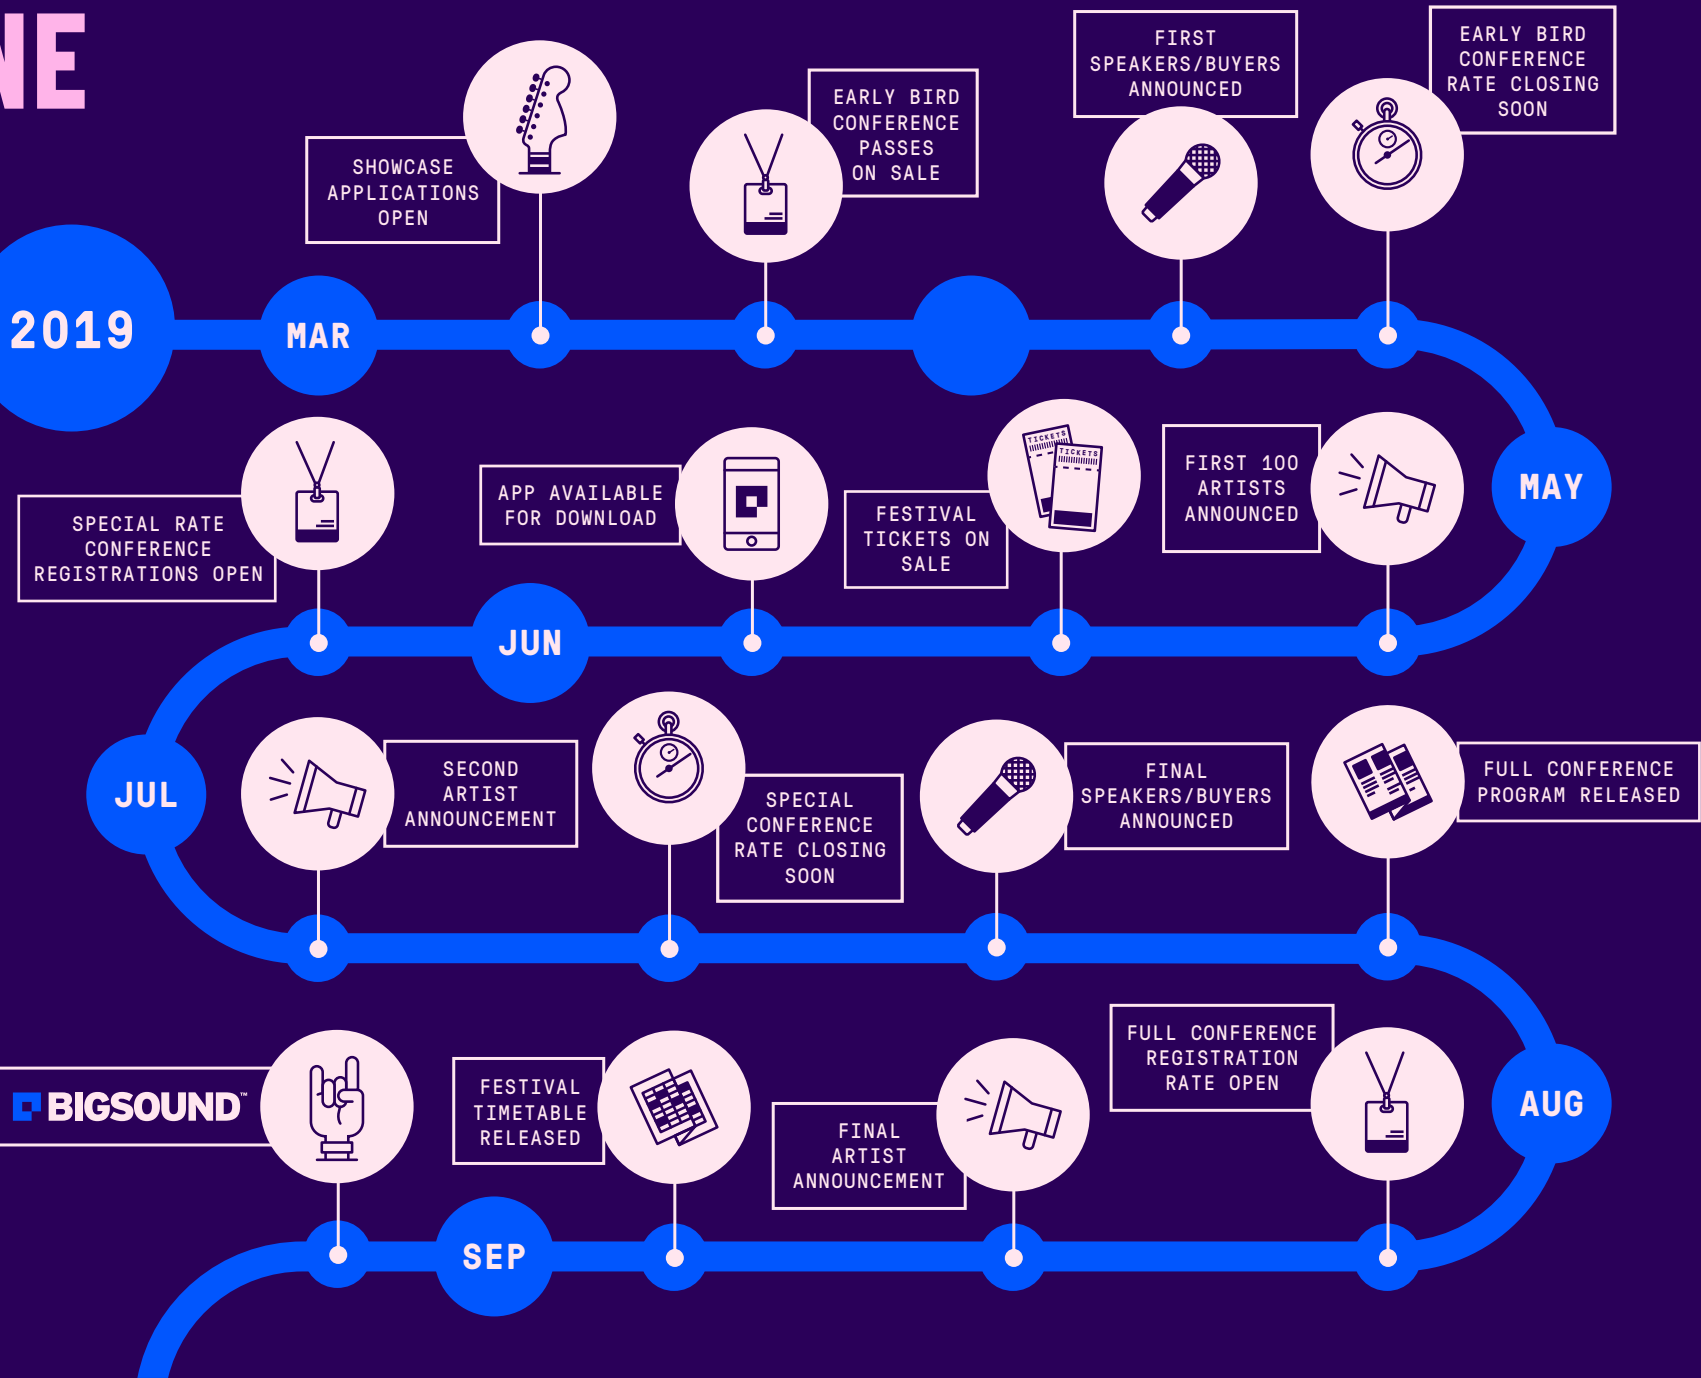 NE
FIRST
SPEAKERS/BUYERS
ANNOUNCED
EARLY BIRD
CONFERENCE
RATE CLOSING
SOON
EARLY BIRD
CONFERENCE
PASSES
ON SALE
SHOWCASE
APPLICATIONS
OPEN
2019
MAR
FIRST 100
ARTISTS
ANNOUNCED
MAY
TICKETS
TICKETS
FESTIVAL
TICKETS ON
SALE
APP AVAILABLE
FOR DOWNLOAD
SPECIAL RATE
CONFERENCE
REGISTRATIONS OPEN
JUN
JUL
SECOND
ARTIST
ANNOUNCEMENT
SPECIAL
CONFERENCE
RATE CLOSING
SOON
FINAL
SPEAKERS/BUYERS
ANNOUNCED
FULL CONFERENCE
PROGRAM RELEASED
FULL CONFERENCE
REGISTRATION
RATE OPEN
AUG
FINAL
ARTIST
ANNOUNCEMENT
FESTIVAL
TIMETABLE
RELEASED
BIGSOUND™
SEP